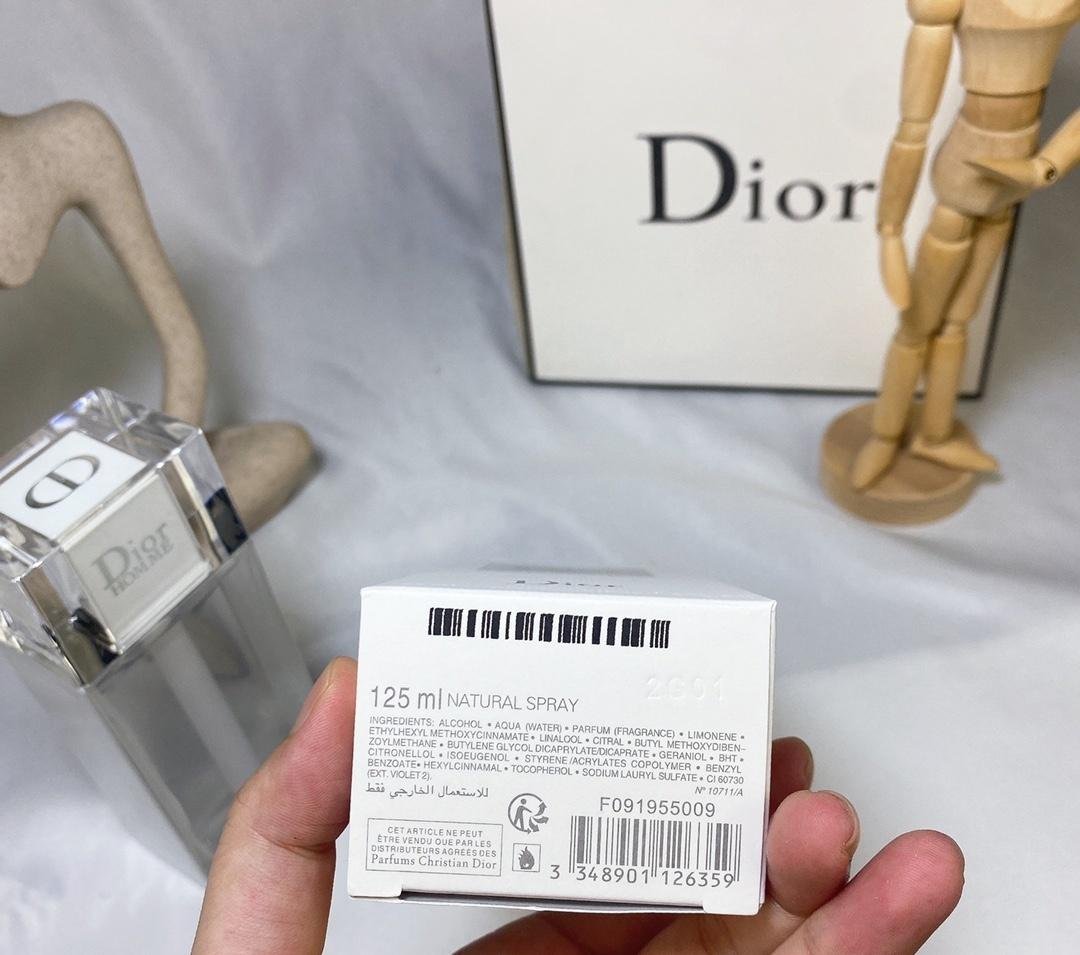 Dior
Dior
HOMME
Dior
2G01
125 ml NATURAL SPRAY
INGREDIENTS: ALCOHOL • AQUA (WATER) • PARFUM (FRAGRANCE) • LIMONENE •
ETHYLHEXYL METHOXYCINNAMATE • LINALOOL • CITRAL • BUTYL METHOXYDIBEN-
ZOYLMETHANE • BUTYLENE GLYCOL DICAPRYLATE/DICAPRATE • GERANIOL • BHT •
CITRONELLOL • ISOEUGENOL • STYRENE/ACRYLATES COPOLYMER • BENZYL
BENZOATE • HEXYLCINNAMAL • TOCOPHEROL • SODIUM LAURYL SULFATE • CI 60730
(EXT. VIOLET 2).
N° 10711/A
للاستعمال الخارجي فقط
CET ARTICLE NE PEUT
ÊTRE VENDU QUE PAR LES
DISTRIBUTEURS AGRÉÉS DES
Parfums Christian Dior
F091955009
3 348901 126359